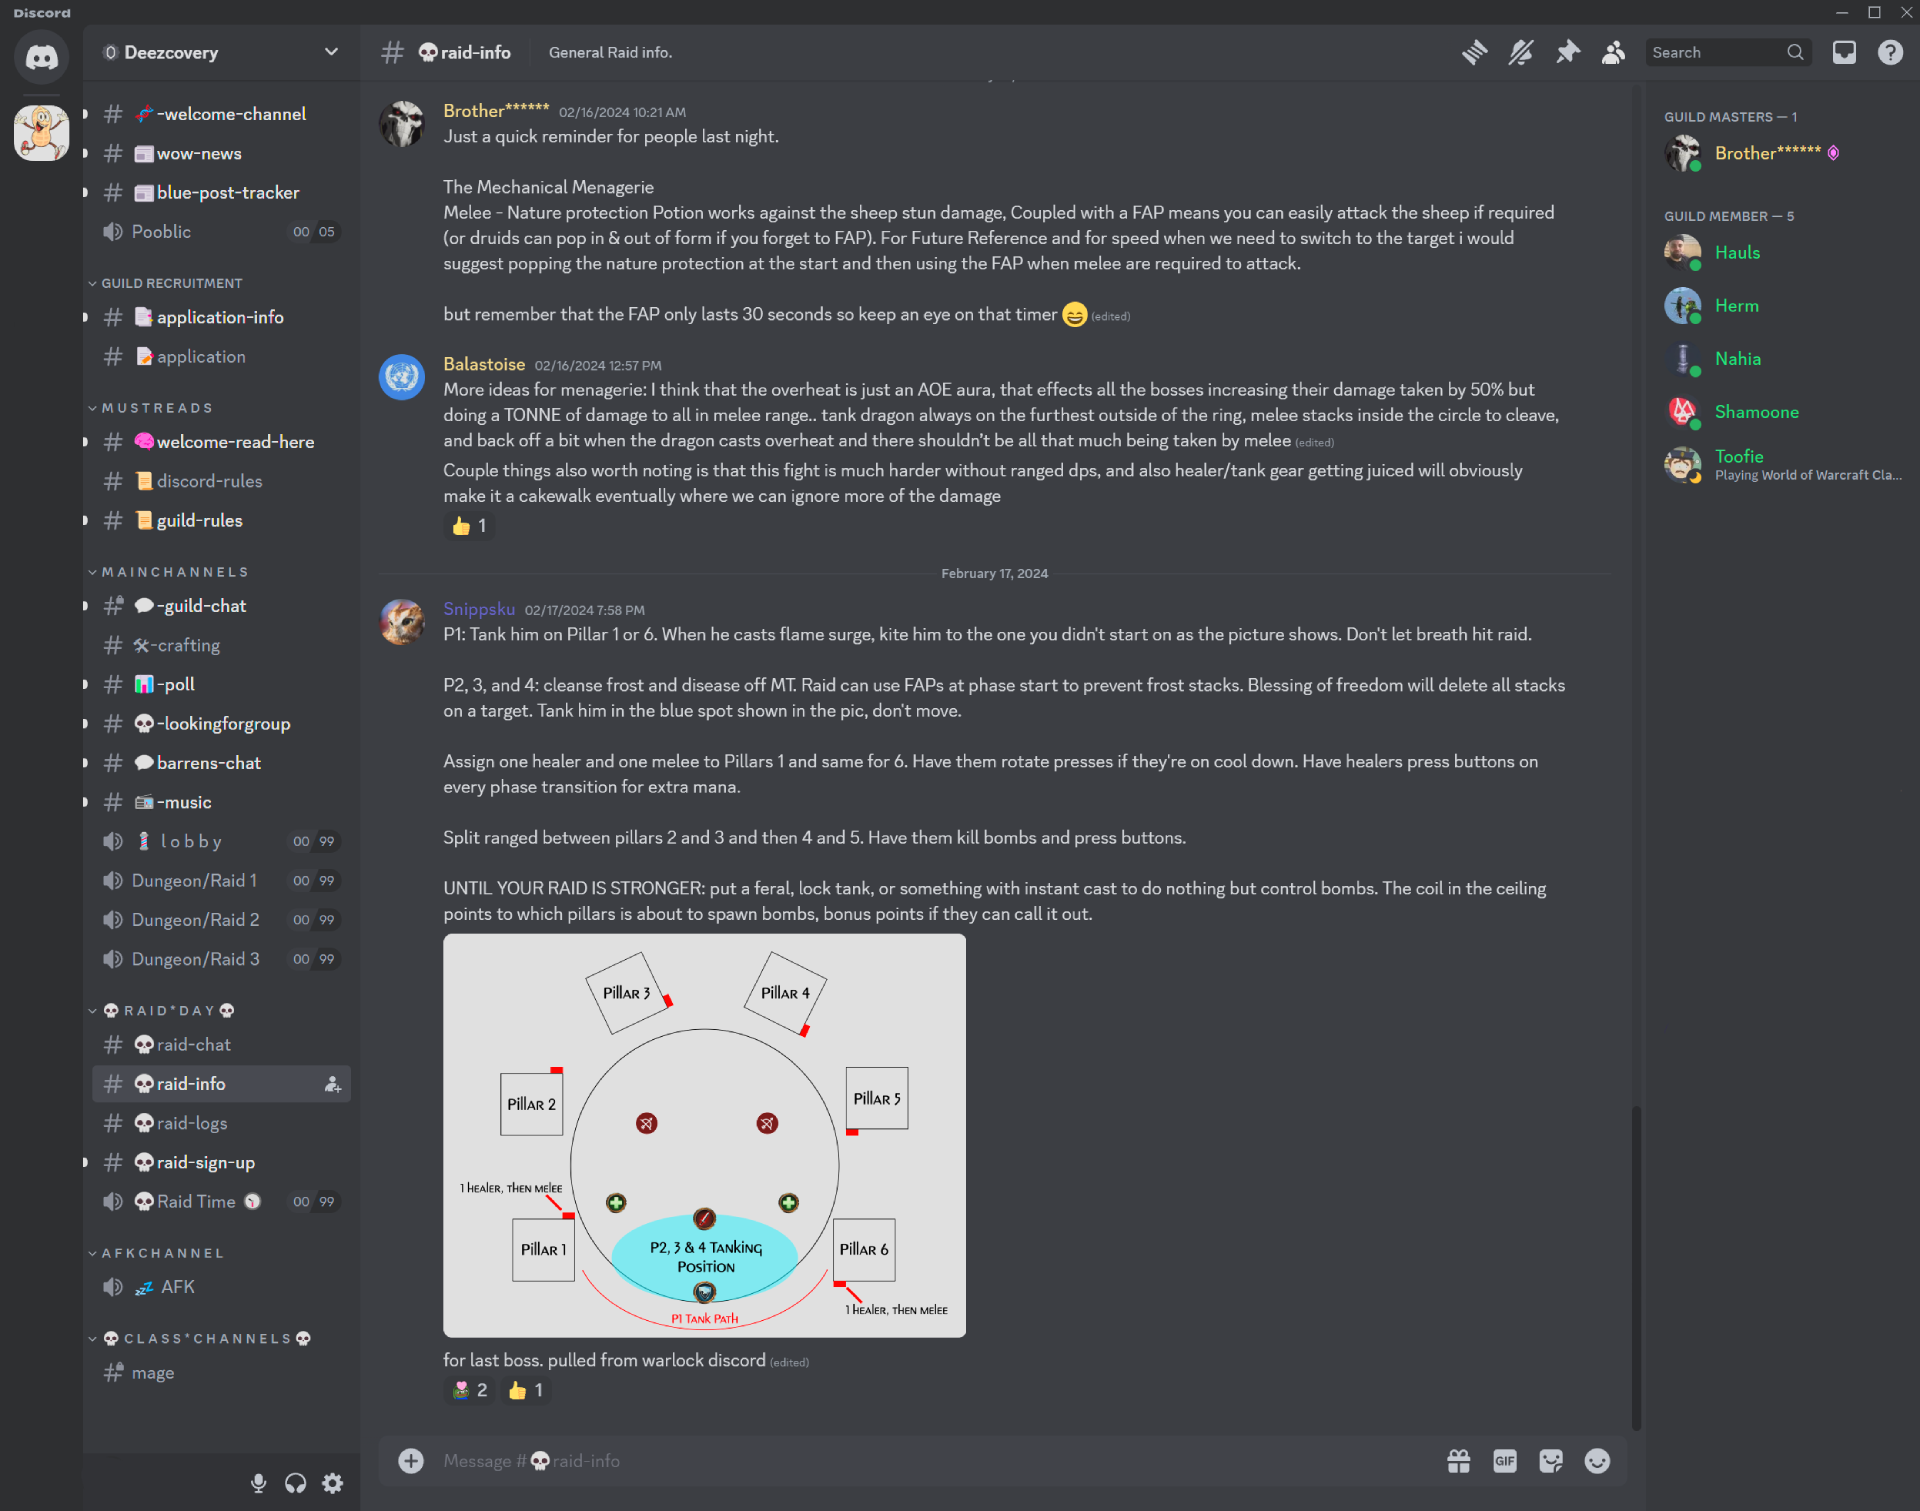 Discord
Deezcovery
-welcome-channel
wow-news
blue-post-tracker
Pooblic 00 05
GUILD RECRUITMENT
application-info
application
MUSTREADS
welcome-read-here
discord-rules
guild-rules
MAINCHANNELS
-guild-chat
-crafting
-poll
-lookingforgroup
barrens-chat
-music
lobby 00 99
Dungeon/Raid 1 00 99
Dungeon/Raid 2 00 99
Dungeon/Raid 3 00 99
RAID*DAY
raid-chat
raid-info
raid-logs
raid-sign-up
Raid Time 00 99
AFKCHANNEL
AFK
CLASS*CHANNELS
mage
# raid-info General Raid info.
Search
Brother****** 02/16/2024 10:21 AM
Just a quick reminder for people last night.
The Mechanical Menagerie
Melee - Nature protection Potion works against the sheep stun damage, Coupled with a FAP means you can easily attack the sheep if required
(or druids can pop in & out of form if you forget to FAP). For Future Reference and for speed when we need to switch to the target i would
suggest popping the nature protection at the start and then using the FAP when melee are required to attack.
but remember that the FAP only lasts 30 seconds so keep an eye on that timer 😄 (edited)
Balastoise 02/16/2024 12:57 PM
More ideas for menagerie: I think that the overheat is just an AOE aura, that effects all the bosses increasing their damage taken by 50% but
doing a TONNE of damage to all in melee range.. tank dragon always on the furthest outside of the ring, melee stacks inside the circle to cleave,
and back off a bit when the dragon casts overheat and there shouldn't be all that much being taken by melee (edited)
Couple things also worth noting is that this fight is much harder without ranged dps, and also healer/tank gear getting juiced will obviously
make it a cakewalk eventually where we can ignore more of the damage
👍 1
February 17, 2024
Snippsku 02/17/2024 7:58 PM
P1: Tank him on Pillar 1 or 6. When he casts flame surge, kite him to the one you didn't start on as the picture shows. Don't let breath hit raid.
P2, 3, and 4: cleanse frost and disease off MT. Raid can use FAPs at phase start to prevent frost stacks. Blessing of freedom will delete all stacks
on a target. Tank him in the blue spot shown in the pic, don't move.
Assign one healer and one melee to Pillars 1 and same for 6. Have them rotate presses if they're on cool down. Have healers press buttons on
every phase transition for extra mana.
Split ranged between pillars 2 and 3 and then 4 and 5. Have them kill bombs and press buttons.
UNTIL YOUR RAID IS STRONGER: put a feral, lock tank, or something with instant cast to do nothing but control bombs. The coil in the ceiling
points to which pillars is about to spawn bombs, bonus points if they can call it out.
Pillar 3
Pillar 4
Pillar 2
Pillar 5
1 Healer, then melee
Pillar 1
P2, 3 & 4 Tanking
Position
Pillar 6
P1 Tank Path
1 Healer, then melee
for last boss. pulled from warlock discord (edited)
2 👍 1
Message # raid-info
GIF
GUILD MASTERS — 1
Brother******
GUILD MEMBER — 5
Hauls
Herm
Nahia
Shamoone
Toofie
Playing World of Warcraft Cla...